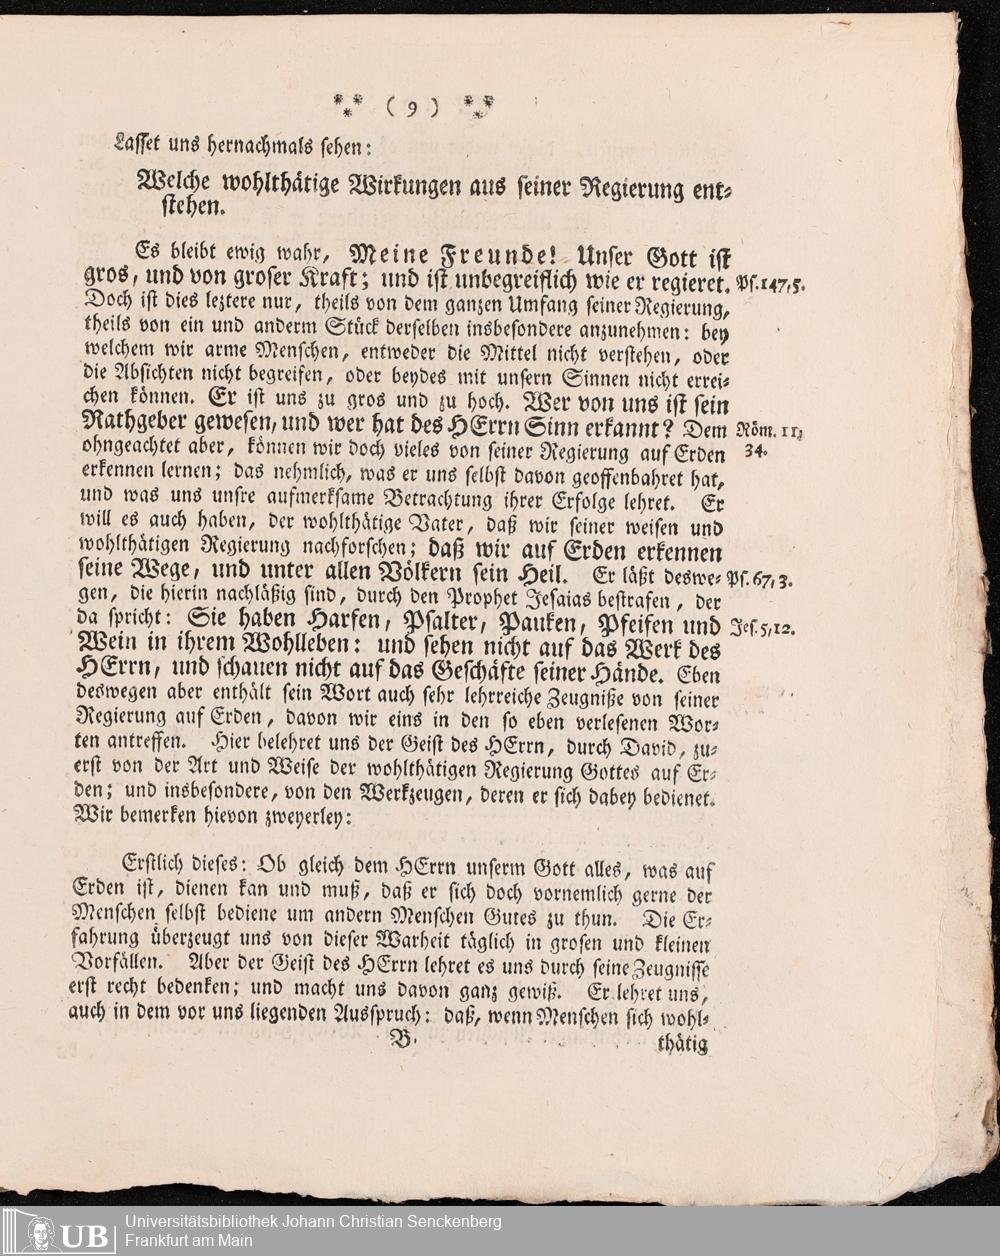 ( 9 )
Lasset uns hernachmals sehen:
Welche wohlthätige Wirkungen aus seiner Regierung ent-
stehen.
Es bleibt ewig wahr, Meine Freunde! Unser Gott ist
gros, und von groser Kraft; und ist unbegreiflich wie er regieret. Ps. 147, 5.
Doch ist dies leztere nur, theils von dem ganzen Umfang seiner Regierung,
theils von ein und anderm Stück derselben insbesondere anzunehmen: bey
welchem wir arme Menschen, entweder die Mittel nicht verstehen, oder
die Absichten nicht begreifen, oder beydes mit unsern Sinnen nicht errei-
chen können. Er ist uns zu gros und zu hoch. Wer von uns ist sein
Rathgeber gewesen, und wer hat des HErrn Sinn erkannt? Dem Röm. 11,
ohngeachtet aber, können wir doch vieles von seiner Regierung auf Erden 34.
erkennen lernen; das nehmlich, was er uns selbst davon geoffenbahret hat,
und was uns unsre aufmerksame Betrachtung ihrer Erfolge lehret. Er
will es auch haben, der wohlthätige Vater, daß wir seiner weisen und
wohlthätigen Regierung nachforschen; daß wir auf Erden erkennen
seine Wege, und unter allen Völkern sein Heil. Er läßt deswe- Ps. 67, 3.
gen, die hierin nachläßig sind, durch den Prophet Jesaias bestrafen, der
da spricht: Sie haben Harfen, Psalter, Pauken, Pfeifen und Jes. 5, 12.
Wein in ihrem Wohlleben: und sehen nicht auf das Werk des
HErrn, und schauen nicht auf das Geschäfte seiner Hände. Eben
deswegen aber enthält sein Wort auch sehr lehrreiche Zeugniße von seiner
Regierung auf Erden, davon wir eins in den so eben verlesenen Wor-
ten antreffen. Hier belehret uns der Geist des HErrn, durch David, zu-
erst von der Art und Weise der wohlthätigen Regierung Gottes auf Er-
den; und insbesondere, von den Werkzeugen, deren er sich dabey bedienet.
Wir bemerken hievon zweyerley:
Erstlich dieses: Ob gleich dem HErrn unserm Gott alles, was auf
Erden ist, dienen kan und muß, daß er sich doch vornemlich gerne der
Menschen selbst bediene um andern Menschen Gutes zu thun. Die Er-
fahrung überzeugt uns von dieser Warheit täglich in grosen und kleinen
Vorfällen. Aber der Geist des HErrn lehret es uns durch seine Zeugnisse
erst recht bedenken; und macht uns davon ganz gewiß. Er lehret uns,
auch in dem vor uns liegenden Ausspruch: daß, wenn Menschen sich wohl-
B. thätig
UB Universitätsbibliothek Johann Christian Senckenberg
Frankfurt am Main